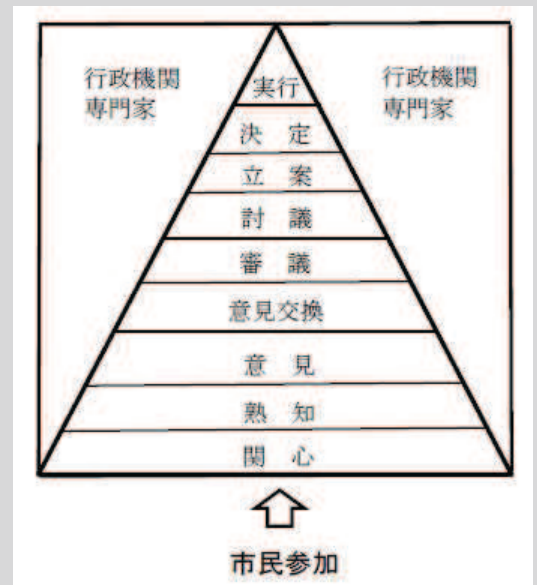 行政機関
専門家
行政機関
専門家
実行
決 定
立 案
討 議
審 議
意見交換
意 見
熟 知
関 心
市民参加